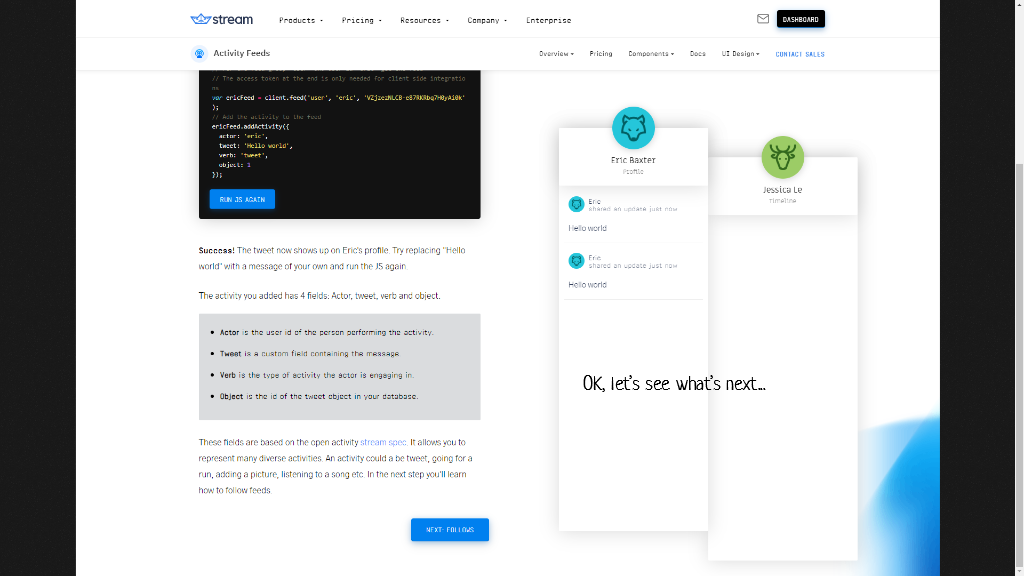 stream
Products
Pricing
Resources
Company
Enterprise
DASHBOARD
Activity Feeds
Overview
Pricing
Components
Docs
UI Design
CONTACT SALES
// The access token at the end is only needed for client side integratio
ns
var ericFeed = client.feed('user', 'eric',
);
// Add the activity to the feed
ericFeed.addActivity({
actor: 'eric',
tweet: 'Hello world',
verb: 'tweet',
object: 1
});
RUN JS AGAIN
Success! The tweet now shows up on Eric's profile. Try replacing "Hello
world" with a message of your own and run the JS again.
The activity you added has 4 fields: Actor, tweet, verb and object.
Actor is the user id of the person performing the activity.
Tweet is a custom field containing the message
Verb is the type of activity the actor is engaging in.
Object is the id of the tweet object in your database.
These fields are based on the open activity stream spec. It allows you to
represent many diverse activities. An activity could a be tweet, going for a
run, adding a picture, listening to a song etc. In the next step you'll learn
how to follow feeds.
NEXT: FOLLOWS
Eric Baxter
Profile
Eric
shared an update just now
Hello world
Eric
shared an update just now
Hello world
Jessica Le
timeline
OK, let's see what's next...